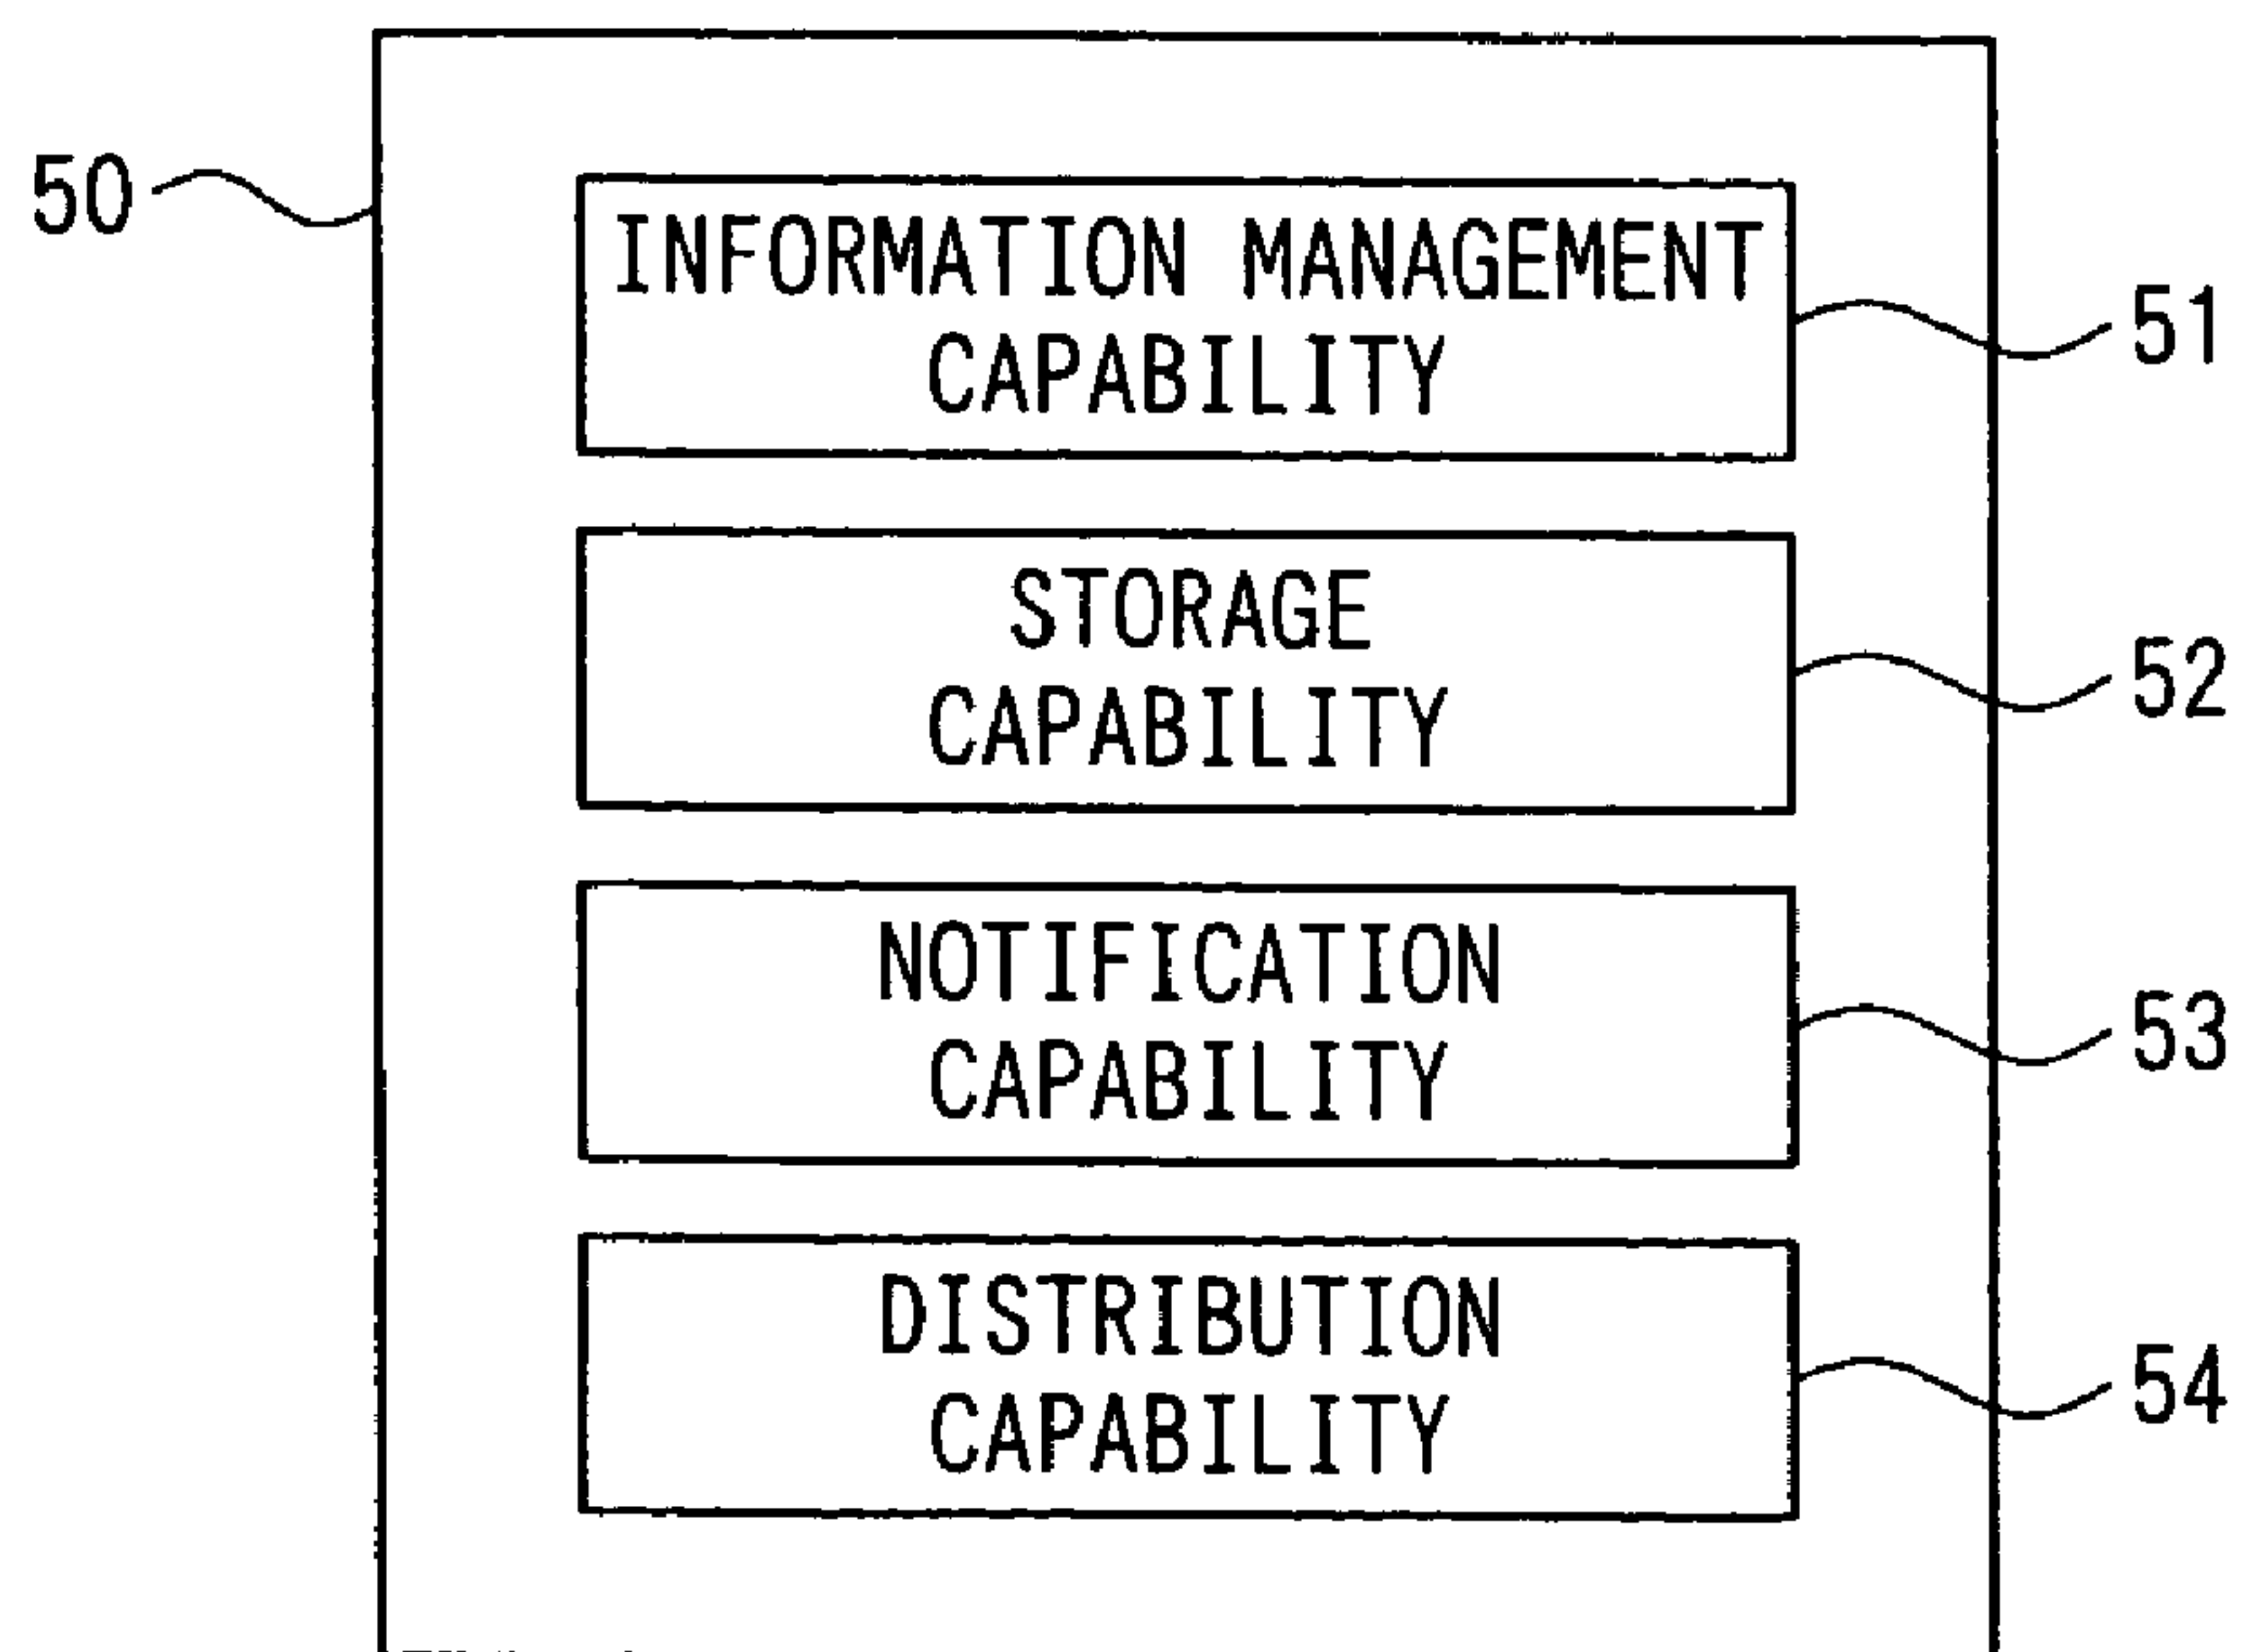 50
INFORMATION MANAGEMENT
CAPABILITY
51
STORAGE
CAPABILITY
52
NOTIFICATION
CAPABILITY
53
DISTRIBUTION
CAPABILITY
54